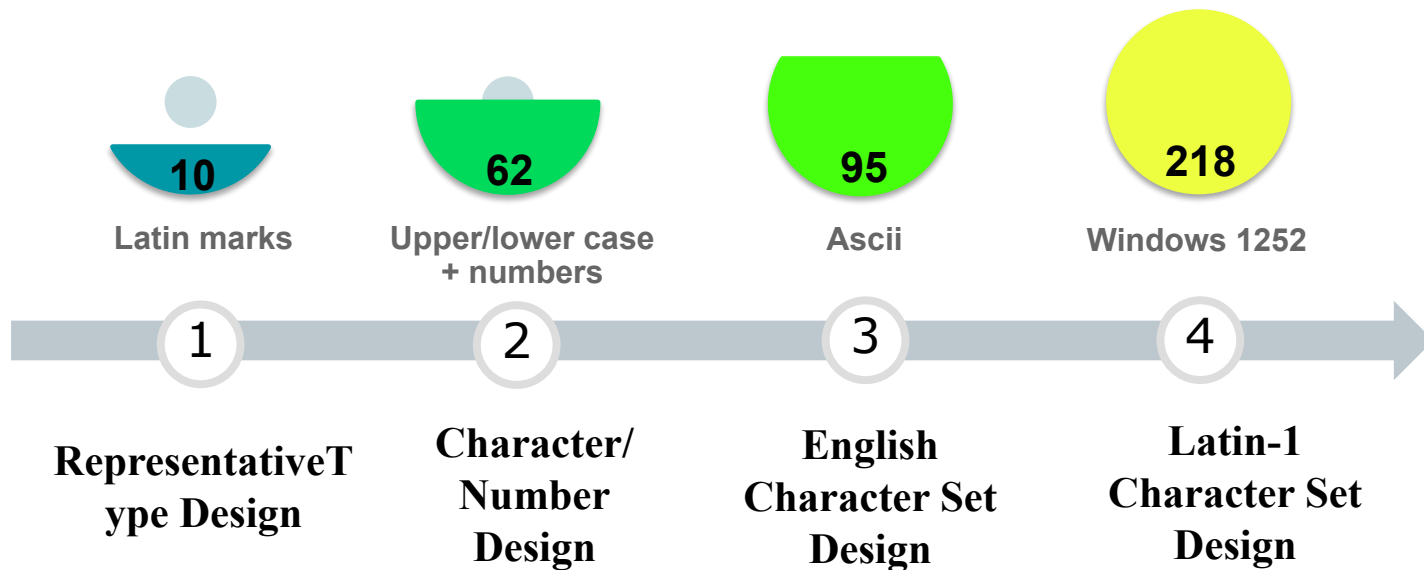 10
62
95
218
Latin marks
Upper/lower case
+ numbers
Ascii
Windows 1252
1
2
3
4
RepresentativeT
ype Design
Character/
Number
Design
English
Character Set
Design
Latin-1
Character Set
Design